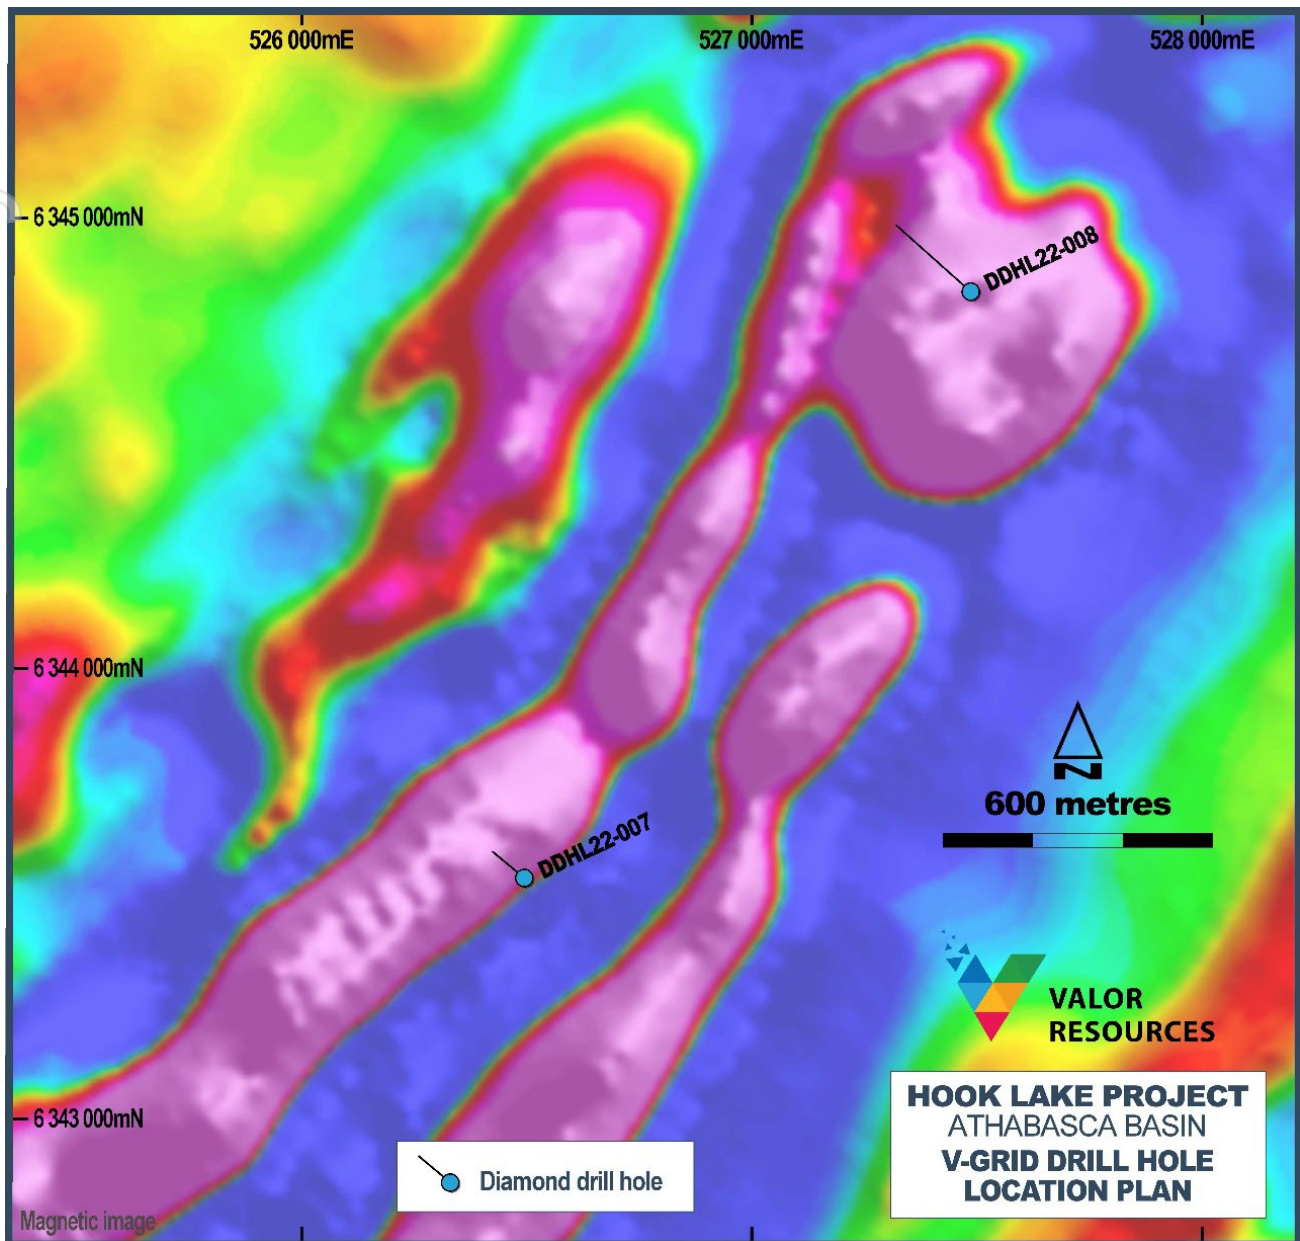 526 000mE
527 000mE
528 000mE
6 345 000mN
DDHL22-008
6 344 000mN
N
600 metres
DDHL22-007
VALOR
RESOURCES
6 343 000mN
HOOK LAKE PROJECT
ATHABASCA BASIN
V-GRID DRILL HOLE
LOCATION PLAN
Diamond drill hole
Magnetic image